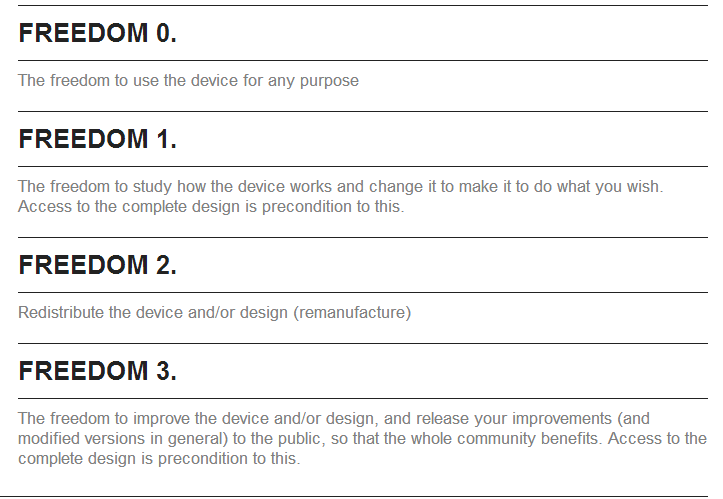 FREEDOM 0.
The freedom to use the device for any purpose
FREEDOM 1.
The freedom to study how the device works and change it to make it to do what you wish.
Access to the complete design is precondition to this.
FREEDOM 2.
Redistribute the device and/or design (remanufacture)
FREEDOM 3.
The freedom to improve the device and/or design, and release your improvements (and
modified versions in general) to the public, so that the whole community benefits. Access to the
complete design is precondition to this.